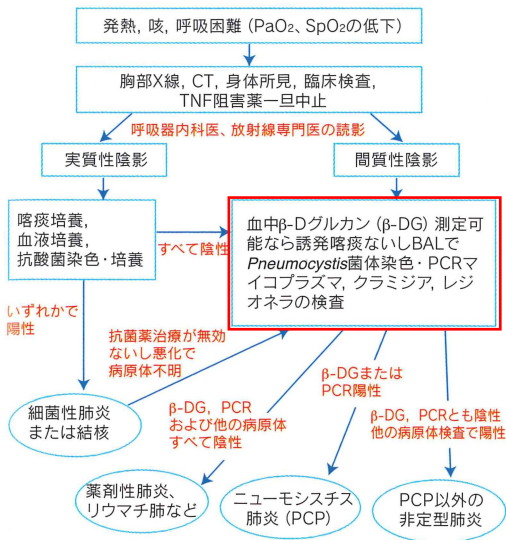 発熱, 咳, 呼吸困難 (PaO₂、SpO₂の低下)
胸部X線, CT, 身体所見, 臨床検査,
TNF阻害薬一旦中止
呼吸器内科医、放射線専門医の読影
実質性陰影
間質性陰影
喀痰培養,
血液培養,
抗酸菌染色・培養
すべて陰性
血中β-Dグルカン (β-DG) 測定可
能なら誘発喀痰ないしBALで
Pneumocystis菌体染色・PCRマ
イコプラズマ, クラミジア, レジ
オネラの検査
いずれかで
陽性
抗菌薬治療が無効
ないし悪化で
病原体不明
細菌性肺炎
または結核
β-DG, PCR
および他の病原体
すべて陰性
β-DGまたは
PCR陽性
β-DG, PCRとも陰性
他の病原体検査で陽性
薬剤性肺炎、
リウマチ肺など
ニューモシスチス
肺炎 (PCP)
PCP以外の
非定型肺炎